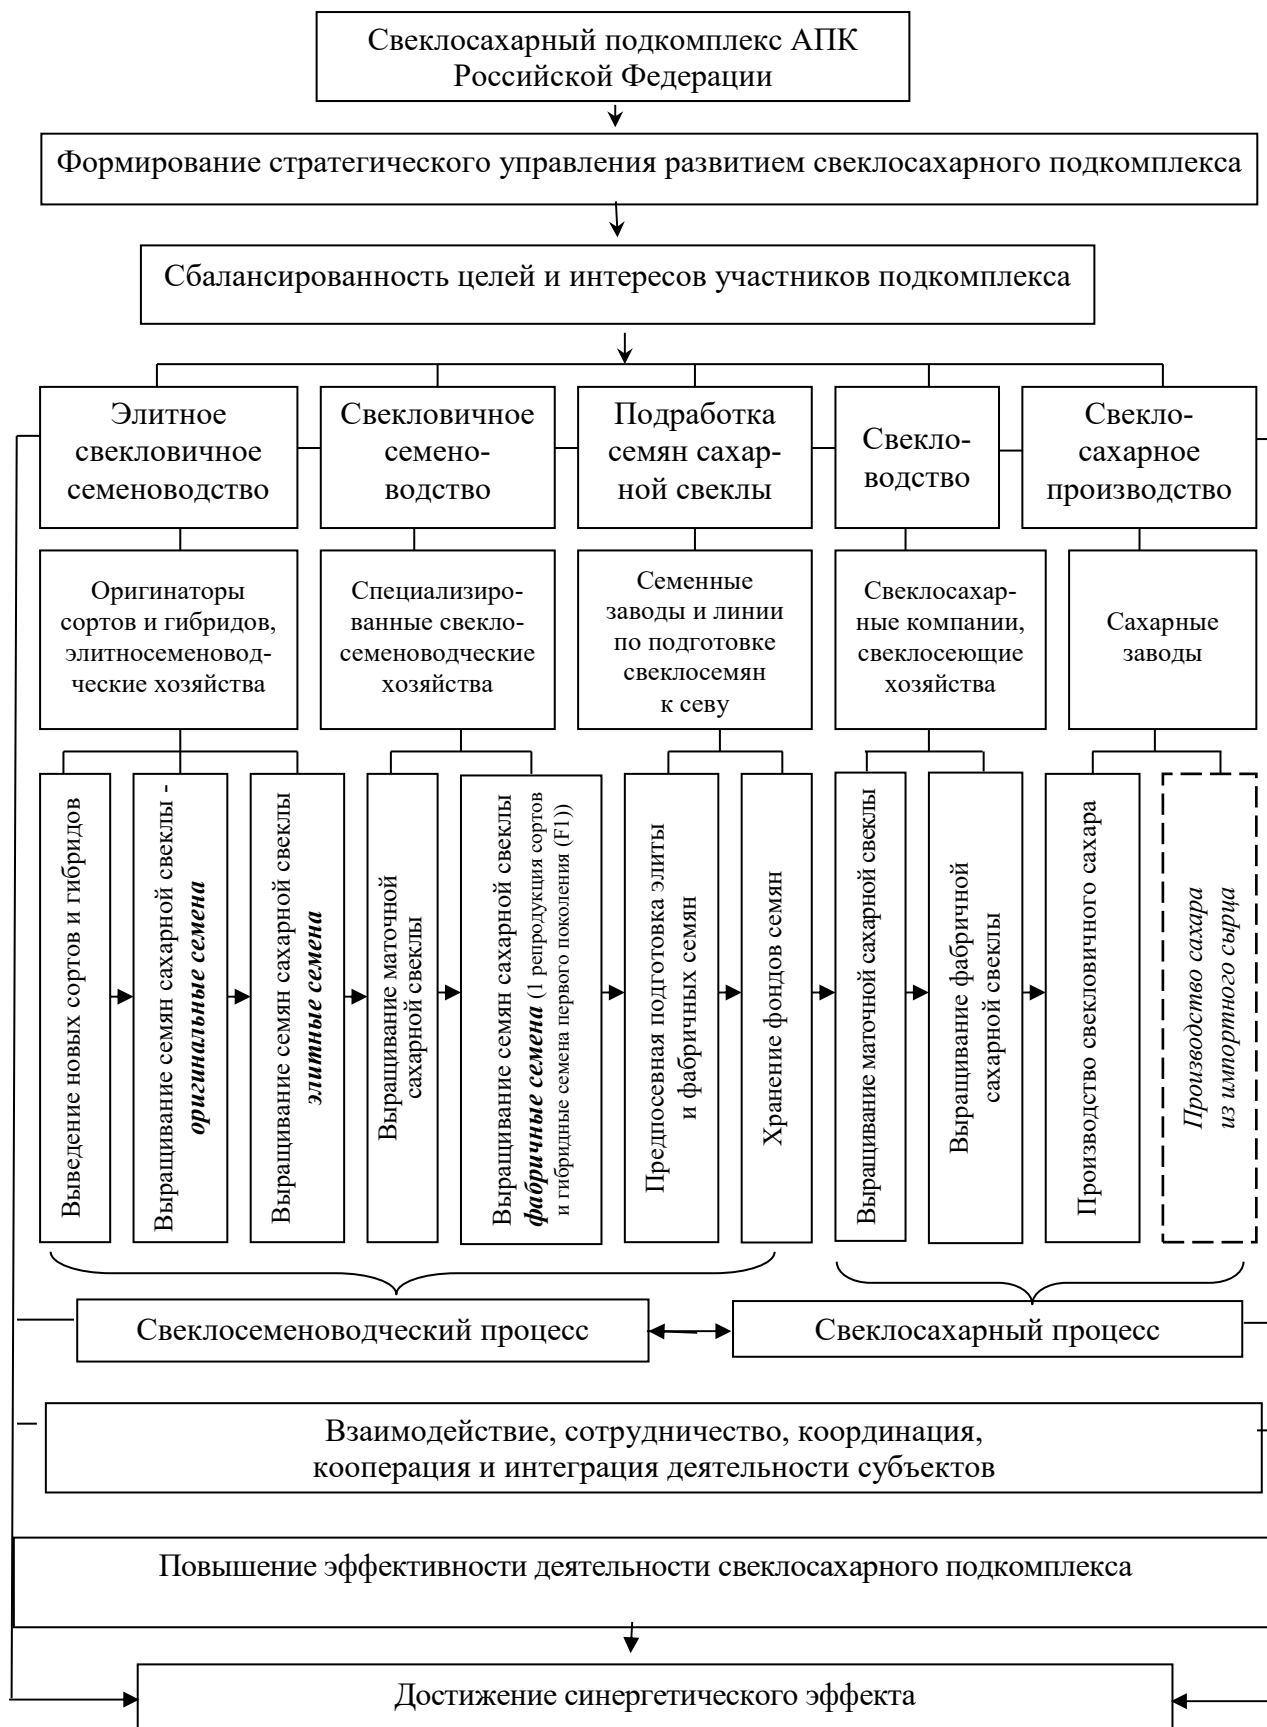 Свеклосахарный подкомплекс АПК
Российской Федерации
Формирование стратегического управления развитием свеклосахарного подкомплекса
Сбалансированность целей и интересов участников подкомплекса
Элитное
свекловичное
семеноводство
Свекловичное
семено-
водство
Подработка
семян сахар-
ной свеклы
Свекло-
водство
Свекло-
сахарное
производство
Оригинаторы
сортов и гибридов,
элитносеменовод-
ческие хозяйства
Специализиро-
ванные свекло-
семеноводческие
хозяйства
Семенные
заводы и линии
по подготовке
свеклосемян
к севу
Свеклосахар-
ные компании,
свеклосеющие
хозяйства
Сахарные
заводы
Выведение новых сортов и гибридов
Выращивание семян сахарной свеклы -
оригинальные семена
Выращивание семян сахарной свеклы
элитные семена
Выращивание маточной
сахарной свеклы
Выращивание семян сахарной свеклы
фабричные семена (1 репродукция сортов
и гибридные семена первого поколения (F1))
Предпосевная подготовка элиты
и фабричных семян
Хранение фондов семян
Выращивание маточной сахарной свеклы
Выращивание фабричной
сахарной свеклы
Производство свекловичного сахара
Производство сахара
из импортного сырца
Свеклосеменоводческий процесс
Свеклосахарный процесс
Взаимодействие, сотрудничество, координация,
кооперация и интеграция деятельности субъектов
Повышение эффективности деятельности свеклосахарного подкомплекса
Достижение синергетического эффекта